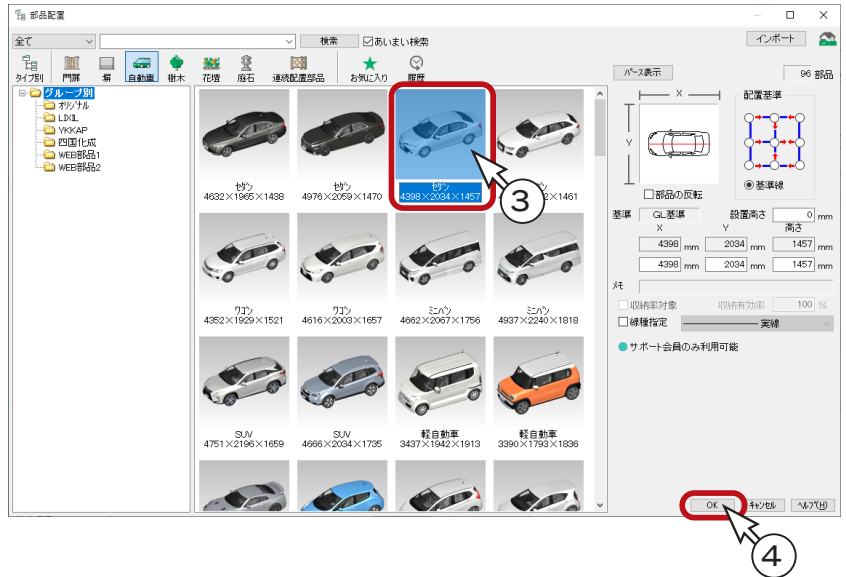 部品配置
全て
検索
あいまい検索
インポート
タイプ別
門扉
塀
自動車
樹木
花壇
庭石
連続配置部品
お気に入り
履歴
パース表示
96 部品
グループ別
オリジナル
LIXIL
YKKAP
四国化成
WEB部品1
WEB部品2
セダン
4632×1965×1438
セダン
4976×2059×1470
セダン
4398×2034×1457
2×1461
③
ワゴン
4352×1929×1521
ワゴン
4616×2003×1657
ミニバン
4662×2067×1756
ミニバン
4937×2240×1818
SUV
4751×2196×1659
SUV
4666×2034×1735
軽自動車
3437×1942×1913
軽自動車
3390×1793×1836
X
Y
配置基準
基準線
部品の反転
基準 GL基準 設置高さ 0 mm
X Y 高さ
4398 mm 2034 mm 1457 mm
4398 mm 2034 mm 1457 mm
メモ
収納率対象 収納有効率 100 %
線種指定 実線
サポート会員のみ利用可能
OK キャンセル ヘルプ(H)
④